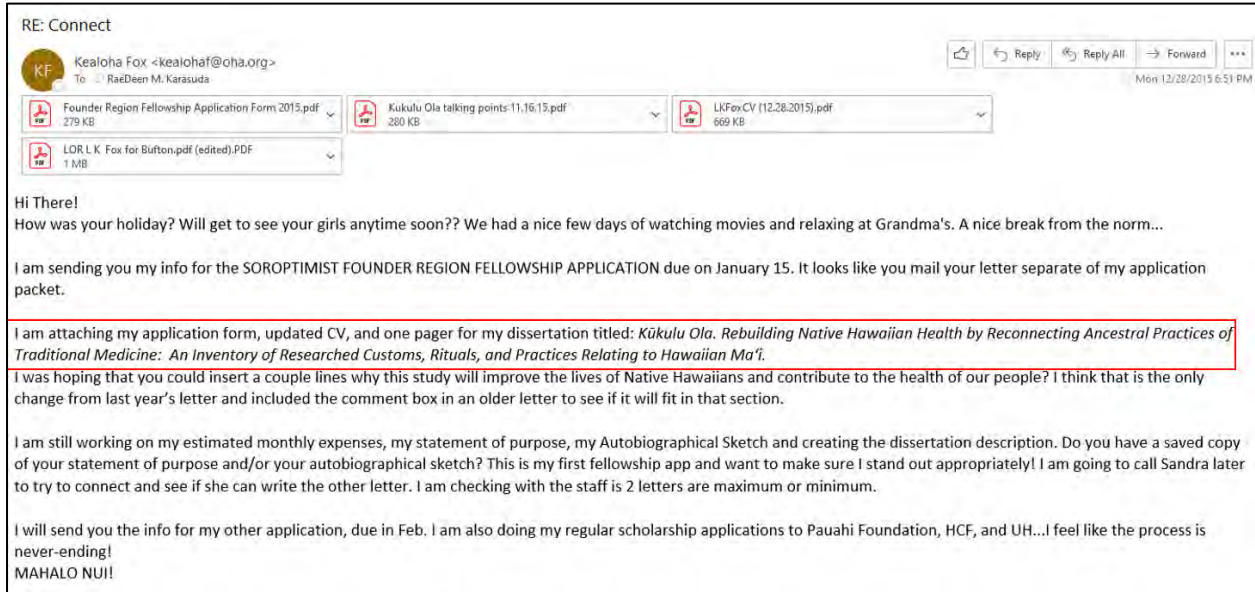 RE: Connect
KF
Kealoha Fox <kealohaf@oha.org>
To RaeDeen M. Karasuda
Reply
Reply All
Forward
Mon 12/28/2015 6:51 PM
Founder Region Fellowship Application Form 2015.pdf
279 KB
Kukulu Ola talking points 11.16.15.pdf
280 KB
LKFoxCV (12.28.2015).pdf
669 KB
LOR L K Fox for Bufton.pdf (edited).PDF
1 MB
Hi There!
How was your holiday? Will get to see your girls anytime soon?? We had a nice few days of watching movies and relaxing at Grandma's. A nice break from the norm...
I am sending you my info for the SOROPTIMIST FOUNDER REGION FELLOWSHIP APPLICATION due on January 15. It looks like you mail your letter separate of my application
packet.
I am attaching my application form, updated CV, and one pager for my dissertation titled: Kūkulu Ola. Rebuilding Native Hawaiian Health by Reconnecting Ancestral Practices of
Traditional Medicine: An Inventory of Researched Customs, Rituals, and Practices Relating to Hawaiian Maʻi.
I was hoping that you could insert a couple lines why this study will improve the lives of Native Hawaiians and contribute to the health of our people? I think that is the only
change from last year's letter and included the comment box in an older letter to see if it will fit in that section.
I am still working on my estimated monthly expenses, my statement of purpose, my Autobiographical Sketch and creating the dissertation description. Do you have a saved copy
of your statement of purpose and/or your autobiographical sketch? This is my first fellowship app and want to make sure I stand out appropriately! I am going to call Sandra later
to try to connect and see if she can write the other letter. I am checking with the staff is 2 letters are maximum or minimum.
I will send you the info for my other application, due in Feb. I am also doing my regular scholarship applications to Pauahi Foundation, HCF, and UH...I feel like the process is
never-ending!
MAHALO NUI!